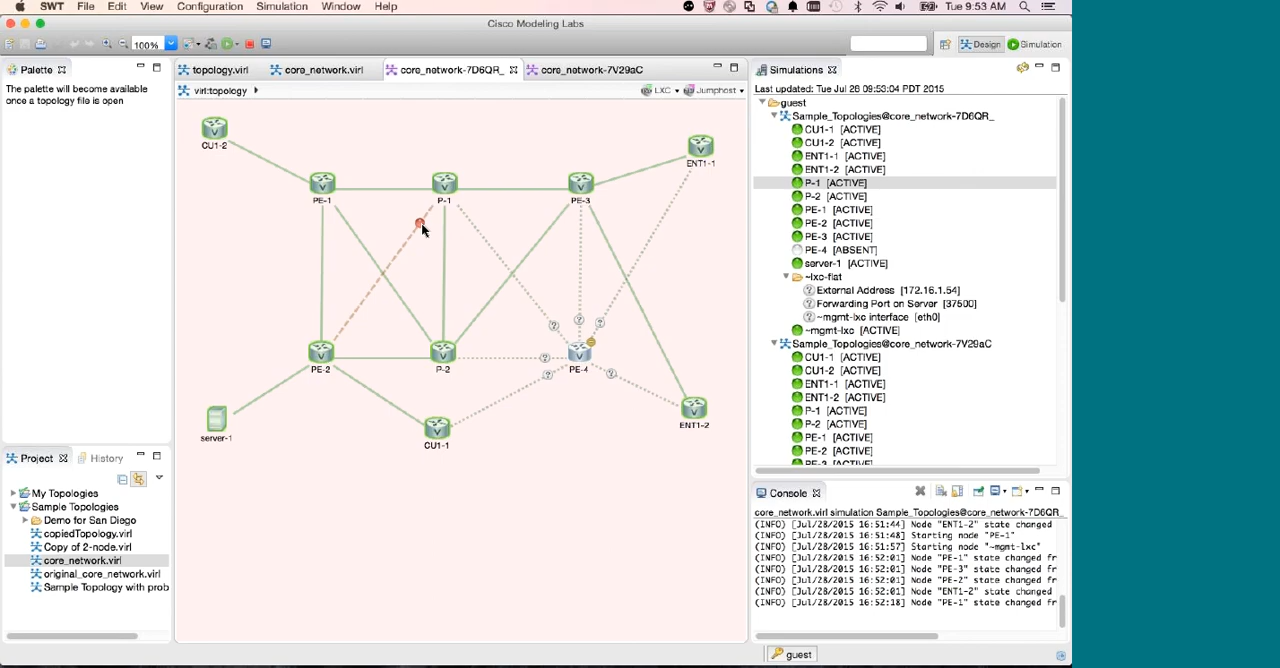 SWT File Edit View Configuration Simulation Window Help Tue 9:53 AM
Cisco Modeling Labs
100% Design Simulation
Palette
The palette will become available
once a topology file is open
topology.virl core_network.virl core_network-7D6QR_ core_network-7V29aC
virl:topology LXC Jumphost
CU1-2
ENT1-1
PE-1 P-1 PE-3
? ? ?
? ? ?
PE-2 P-2 PE-4
server-1 CU1-1 ENT1-2
Project History
My Topologies
Sample Topologies
Demo for San Diego
copiedTopology.virl
Copy of 2-node.virl
core_network.virl
original_core_network.virl
Sample Topology with prob
Simulations
Last updated: Tue Jul 28 09:53:04 PDT 2015
guest
Sample_Topologies@core_network-7D6QR_
CU1-1 [ACTIVE]
CU1-2 [ACTIVE]
ENT1-1 [ACTIVE]
ENT1-2 [ACTIVE]
P-1 [ACTIVE]
P-2 [ACTIVE]
PE-1 [ACTIVE]
PE-2 [ACTIVE]
PE-3 [ACTIVE]
PE-4 [ABSENT]
server-1 [ACTIVE]
~lxc-flat
? External Address [172.16.1.54]
? Forwarding Port on Server [37500]
? ~mgmt-lxc interface [eth0]
~mgmt-lxc [ACTIVE]
Sample_Topologies@core_network-7V29aC
CU1-1 [ACTIVE]
CU1-2 [ACTIVE]
ENT1-1 [ACTIVE]
ENT1-2 [ACTIVE]
P-1 [ACTIVE]
P-2 [ACTIVE]
PE-1 [ACTIVE]
PE-2 [ACTIVE]
PE-3 [ACTIVE]
Console
core_network.virl simulation Sample_Topologies@core_network-7D6QR_
(INFO) [Jul/28/2015 16:51:44] Node "ENT1-2" state changed
(INFO) [Jul/28/2015 16:51:48] Starting node "PE-1"
(INFO) [Jul/28/2015 16:51:57] Starting node "~mgmt-lxc"
(INFO) [Jul/28/2015 16:52:01] Node "PE-1" state changed fr
(INFO) [Jul/28/2015 16:52:01] Node "PE-3" state changed fr
(INFO) [Jul/28/2015 16:52:01] Node "PE-2" state changed fr
(INFO) [Jul/28/2015 16:52:01] Node "ENT1-2" state changed
(INFO) [Jul/28/2015 16:52:18] Node "PE-1" state changed fr
guest